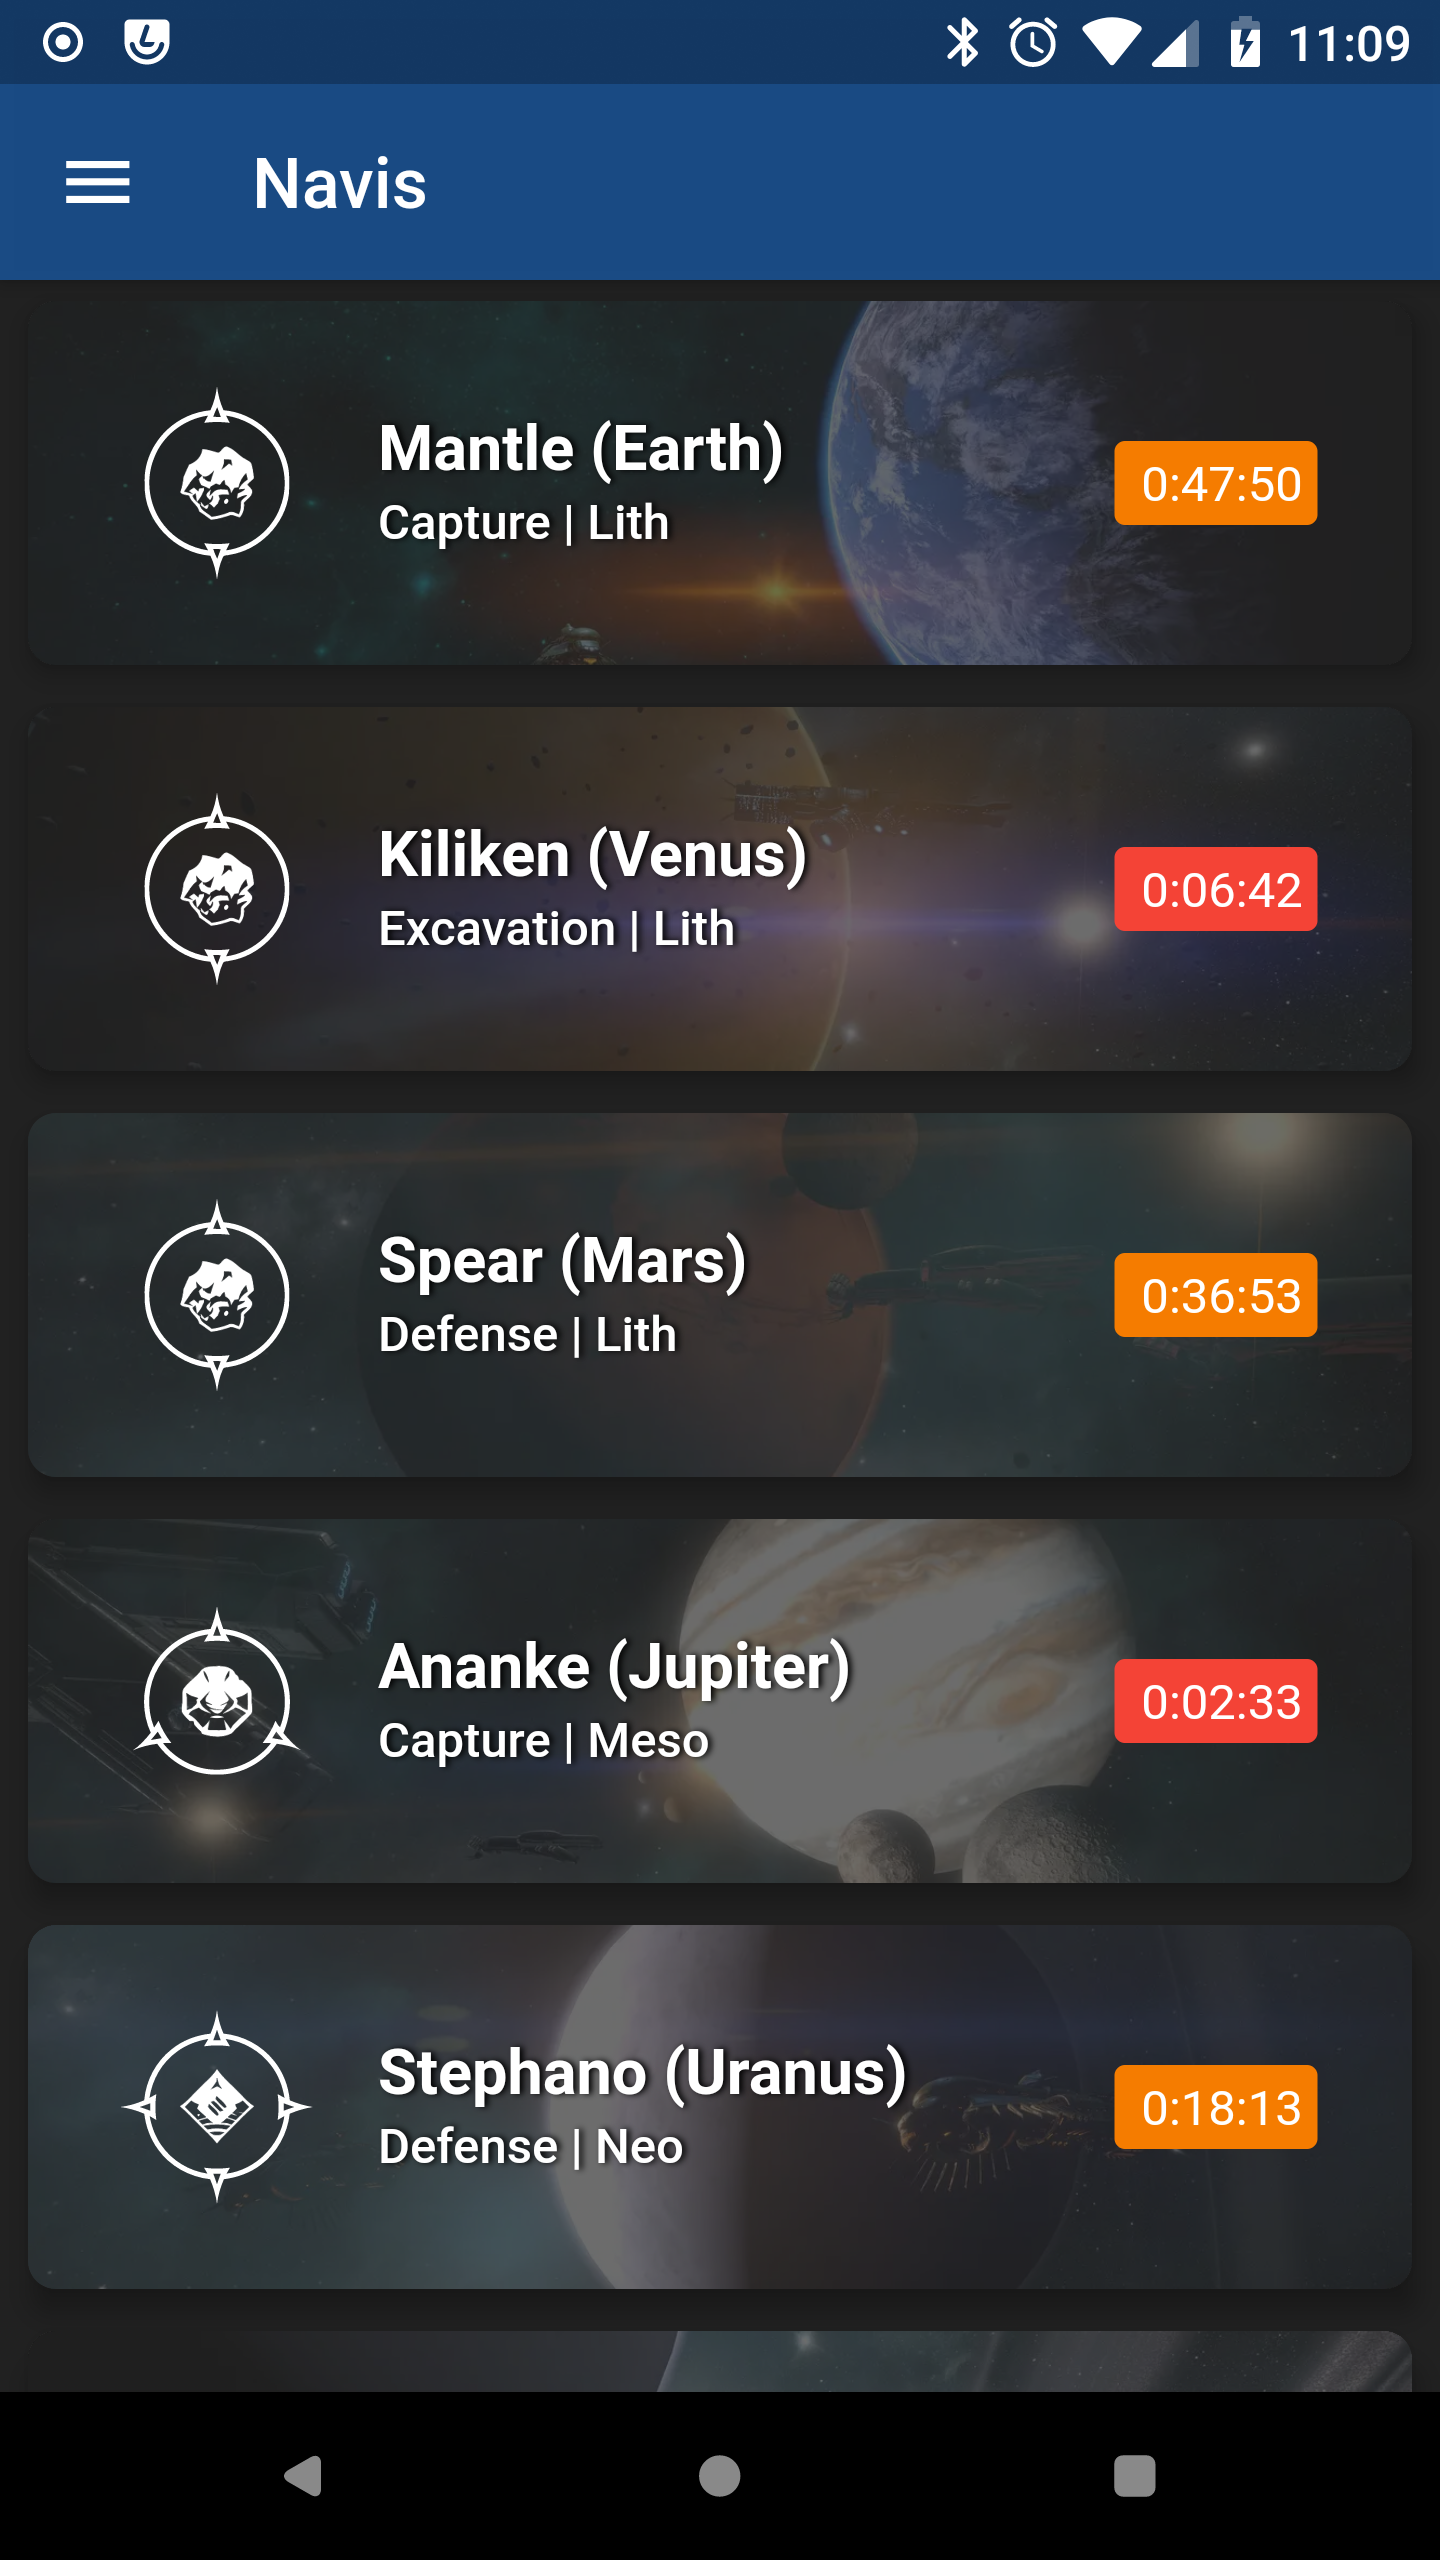 11:09
Navis
Mantle (Earth)
Capture | Lith
0:47:50
Kiliken (Venus)
Excavation | Lith
0:06:42
Spear (Mars)
Defense | Lith
0:36:53
Ananke (Jupiter)
Capture | Meso
0:02:33
Stephano (Uranus)
Defense | Neo
0:18:13